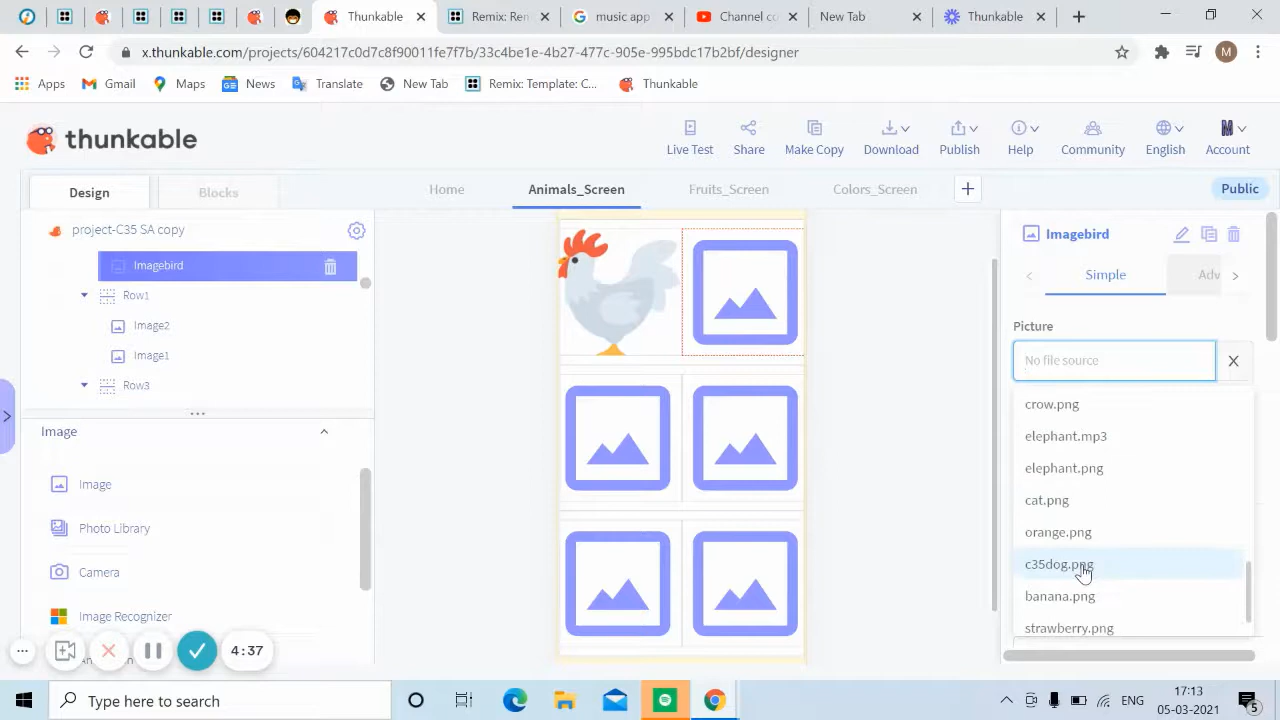 Thunkable
Remix: Ren
music app
Channel co
New Tab
Thunkable
x.thunkable.com/projects/604217c0d7c8f90011fe7f7b/33c4be1e-4b27-477c-905e-995bdc17b2bf/designer
M
Apps
Gmail
Maps
News
Translate
New Tab
Remix: Template: C...
Thunkable
thunkable
Live Test
Share
Make Copy
Download
Publish
Help
Community
English
Account
Design
Blocks
Home
Animals_Screen
Fruits_Screen
Colors_Screen
Public
project-C35 SA copy
Imagebird
Row1
Image2
Image1
Row3
Image
Image
Photo Library
Camera
Image Recognizer
4:37
Imagebird
Simple
Adv
Picture
No file source
X
crow.png
elephant.mp3
elephant.png
cat.png
orange.png
c35dog.png
banana.png
strawberry.png
Type here to search
ENG
17:13
05-03-2021
5